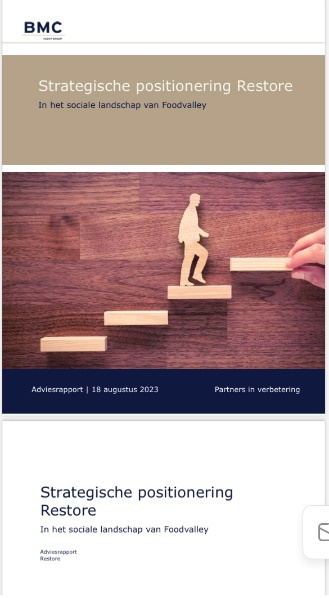 BMC
Strategische positionering Restore
In het sociale landschap van Foodvalley
Adviesrapport | 18 augustus 2023
Partners in verbetering
Strategische positionering
Restore
In het sociale landschap van Foodvalley
Adviesrapport
Restore